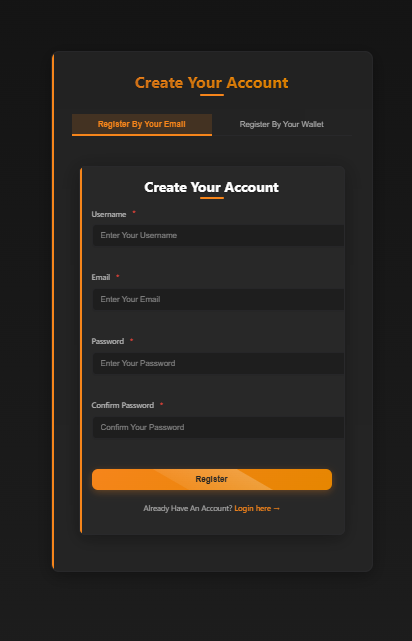 Create Your Account
Register By Your Email
Register By Your Wallet
Create Your Account
Username *
Enter Your Username
Email *
Enter Your Email
Password *
Enter Your Password
Confirm Password *
Confirm Your Password
Register
Already Have An Account? Login here →